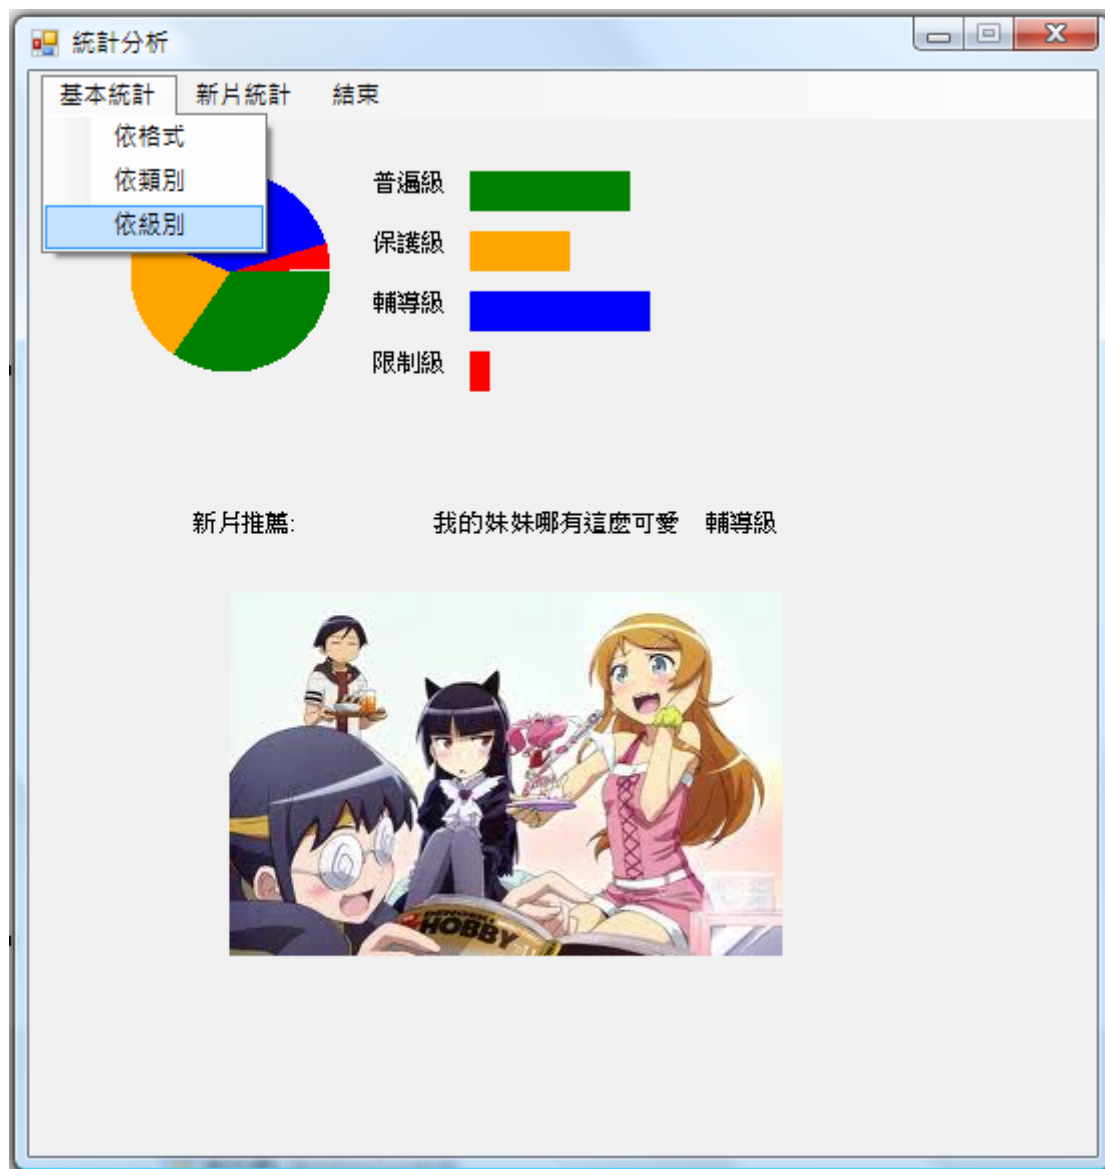 統計分析
基本統計 新片統計 結束
依格式
依類別
依級別
普遍級
保護級
輔導級
限制級
新片推薦: 我的妹妹哪有這麼可愛 輔導級
HOBBY